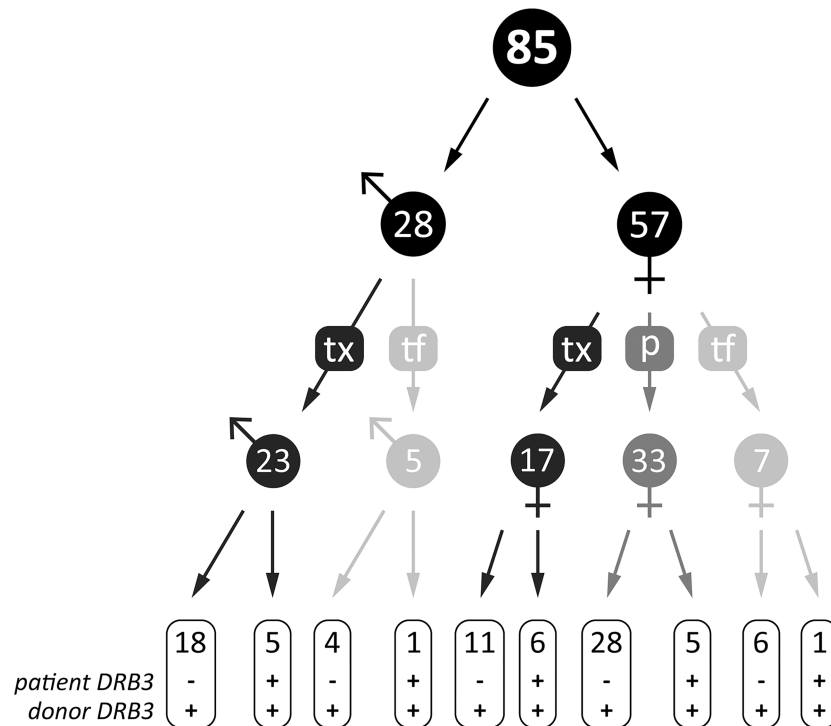 85
28 57
tx tf tx p tf
23 5 17 33 7
18 5 4 1 11 6 28 5 6 1
patient DRB3 - + - + - + - + - +
donor DRB3 + + + + + + + + + +